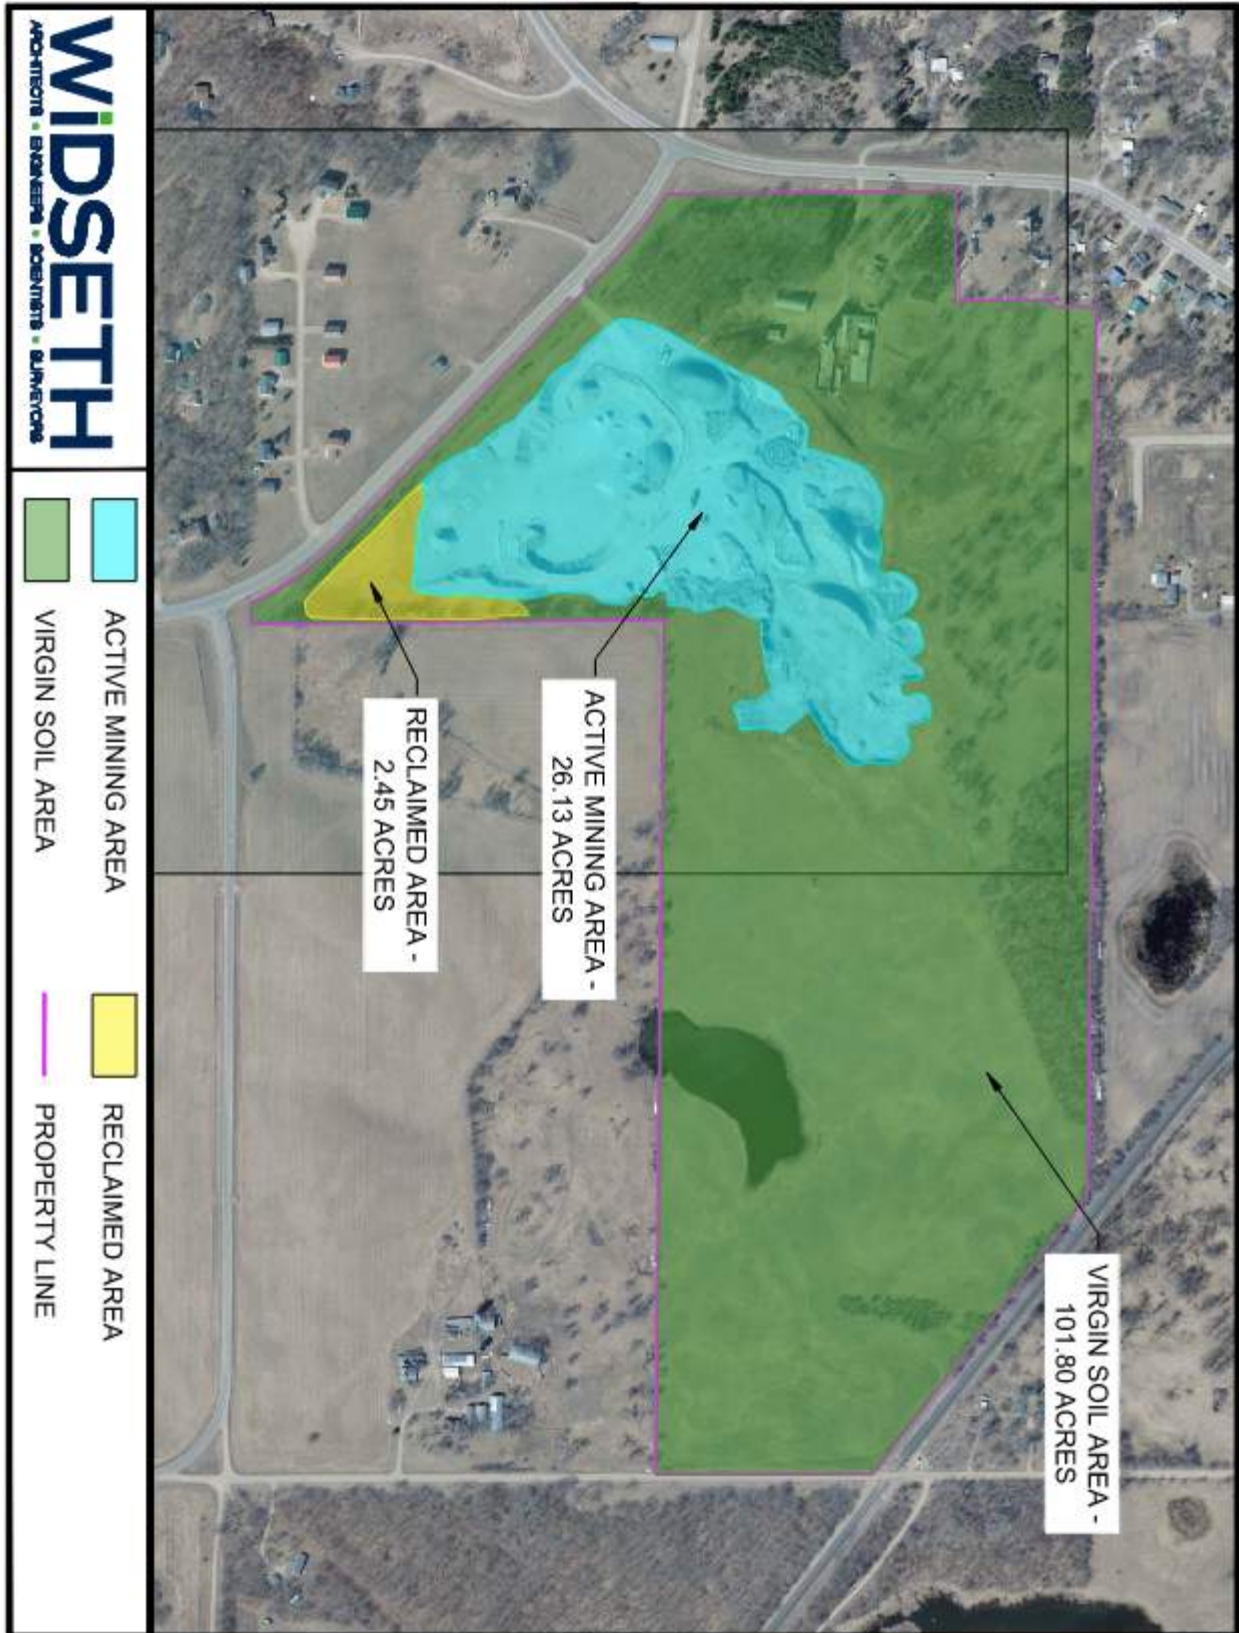 VIRGIN SOIL AREA -
101.80 ACRES
ACTIVE MINING AREA -
26.13 ACRES
RECLAIMED AREA -
2.45 ACRES
WiDSETH
ARCHITECTS • ENGINEERS • SCIENTISTS • SURVEYORS
ACTIVE MINING AREA
RECLAIMED AREA
VIRGIN SOIL AREA
PROPERTY LINE